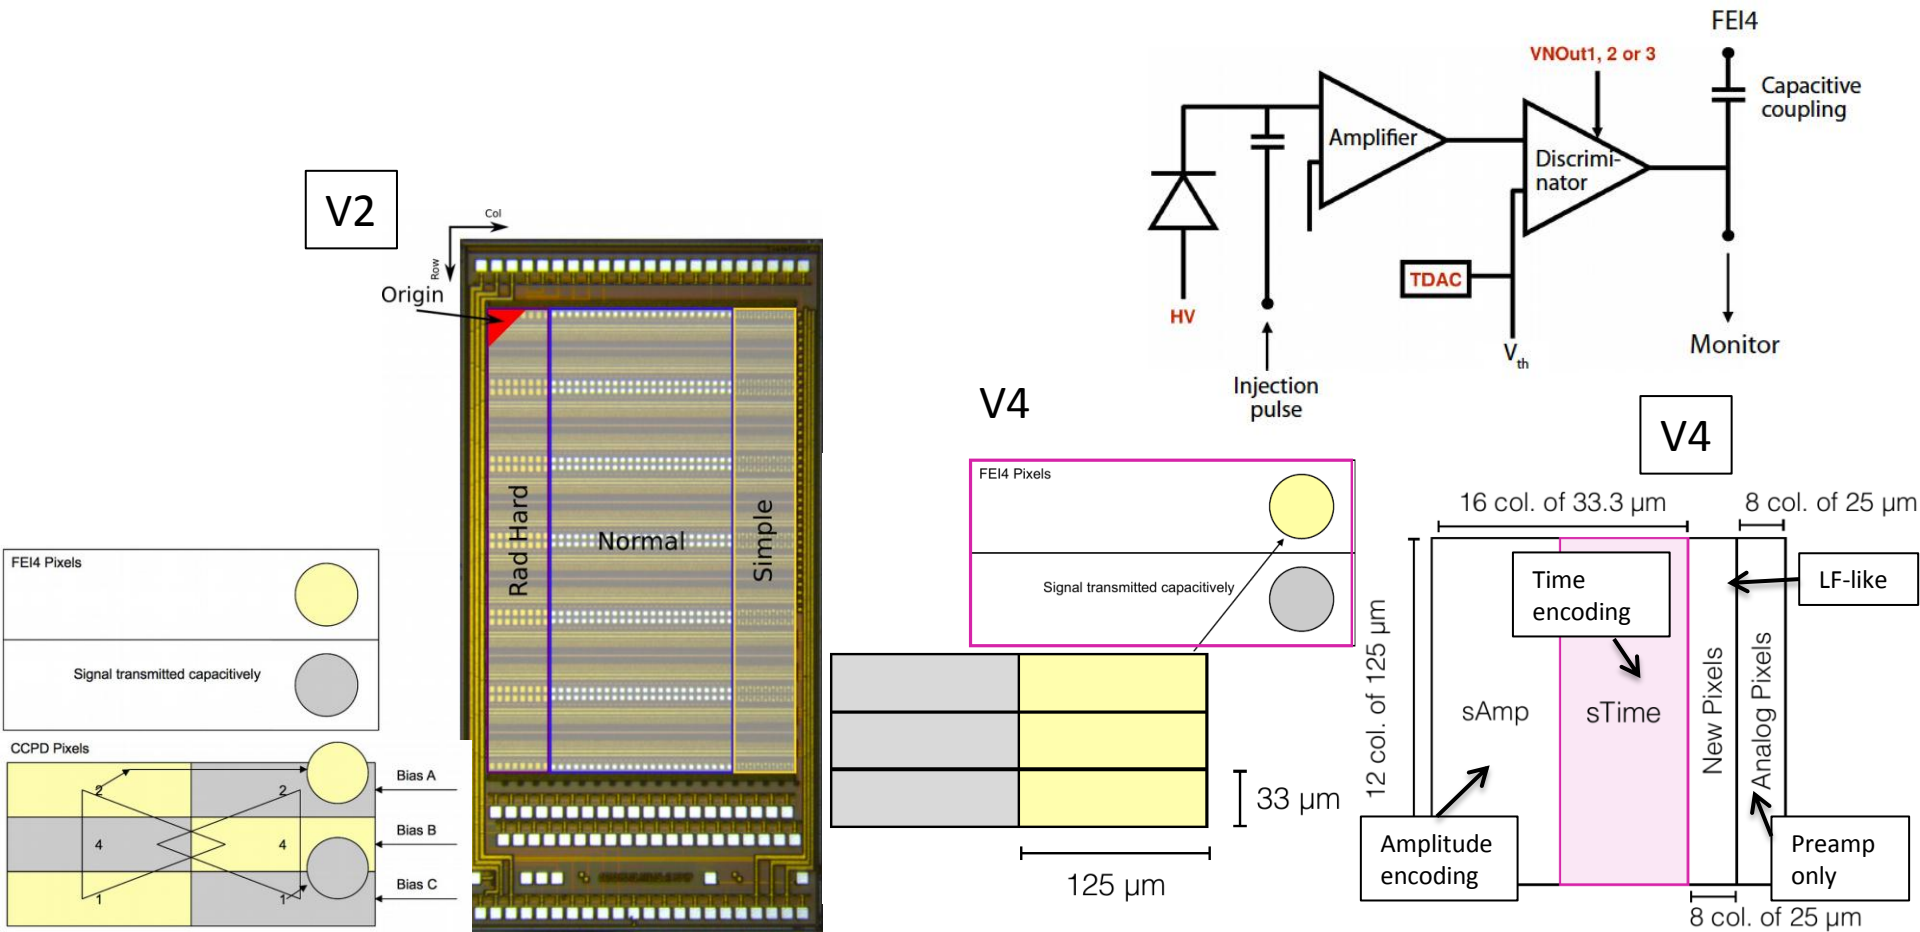 V2
Col
Row
Origin
Rad Hard
Normal
Simple
FEI4 Pixels
Signal transmitted capacitively
CCPD Pixels
2
2
Bias A
4
4
Bias B
1
1
Bias C
FEI4
VNOut1, 2 or 3
Capacitive
coupling
Amplifier
Discrimi-
nator
TDAC
HV
Vth
Monitor
Injection
pulse
V4
FEI4 Pixels
Signal transmitted capacitively
33 µm
125 µm
V4
16 col. of 33.3 µm
8 col. of 25 µm
Time
encoding
LF-like
12 col. of 125 µm
sAmp
sTime
New Pixels
Analog Pixels
Amplitude
encoding
Preamp
only
8 col. of 25 µm